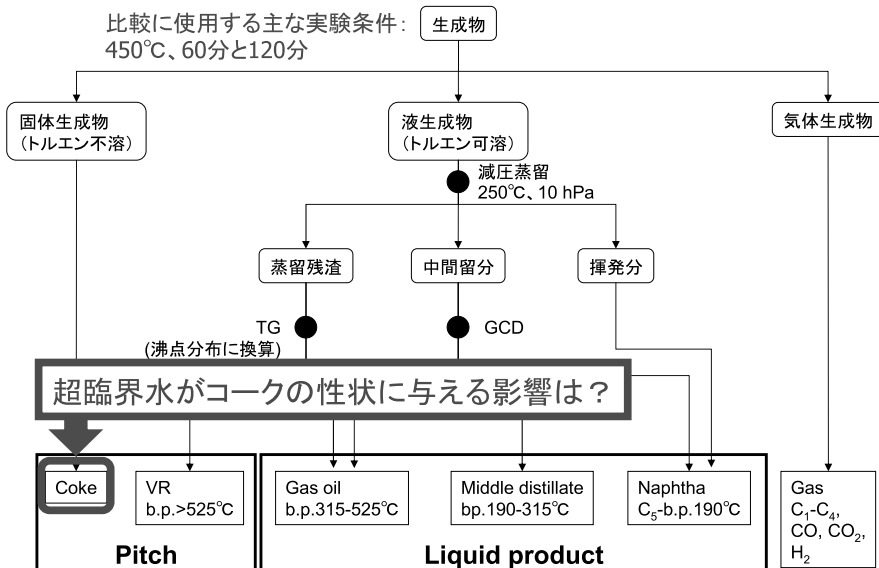 比較に使用する主な実験条件：
450℃、60分と120分
生成物
固体生成物
（トルエン不溶）
液生成物
（トルエン可溶）
気体生成物
減圧蒸留
250℃、10 hPa
蒸留残渣
中間留分
揮発分
TG
(沸点分布に換算)
GCD
超臨界水がコークの性状に与える影響は？
Coke
VR
b.p.>525℃
Gas oil
b.p.315-525℃
Middle distillate
bp.190-315℃
Naphtha
C₅-b.p.190℃
Gas
C₁-C₄,
CO, CO₂,
H₂
Pitch
Liquid product